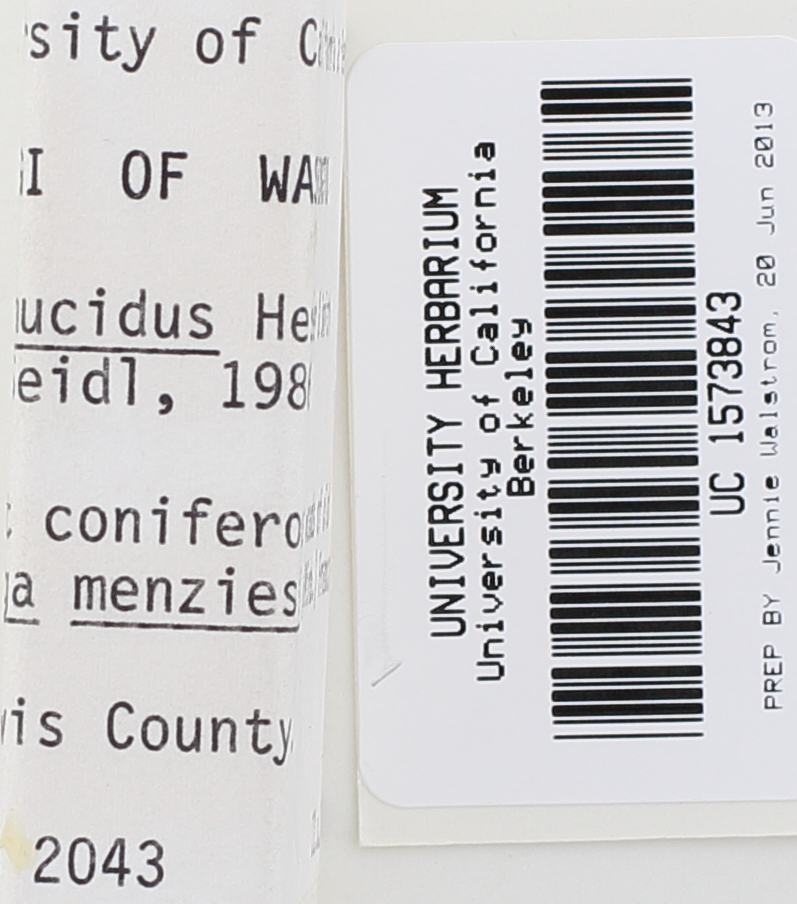 sity of C
I OF WA
ucidus He
eidl, 198
conifero
a menzies
is County
2043
UNIVERSITY HERBARIUM
University of California
Berkeley
UC 1573843
PREP BY Jennie Walstrom, 20 Jun 2013